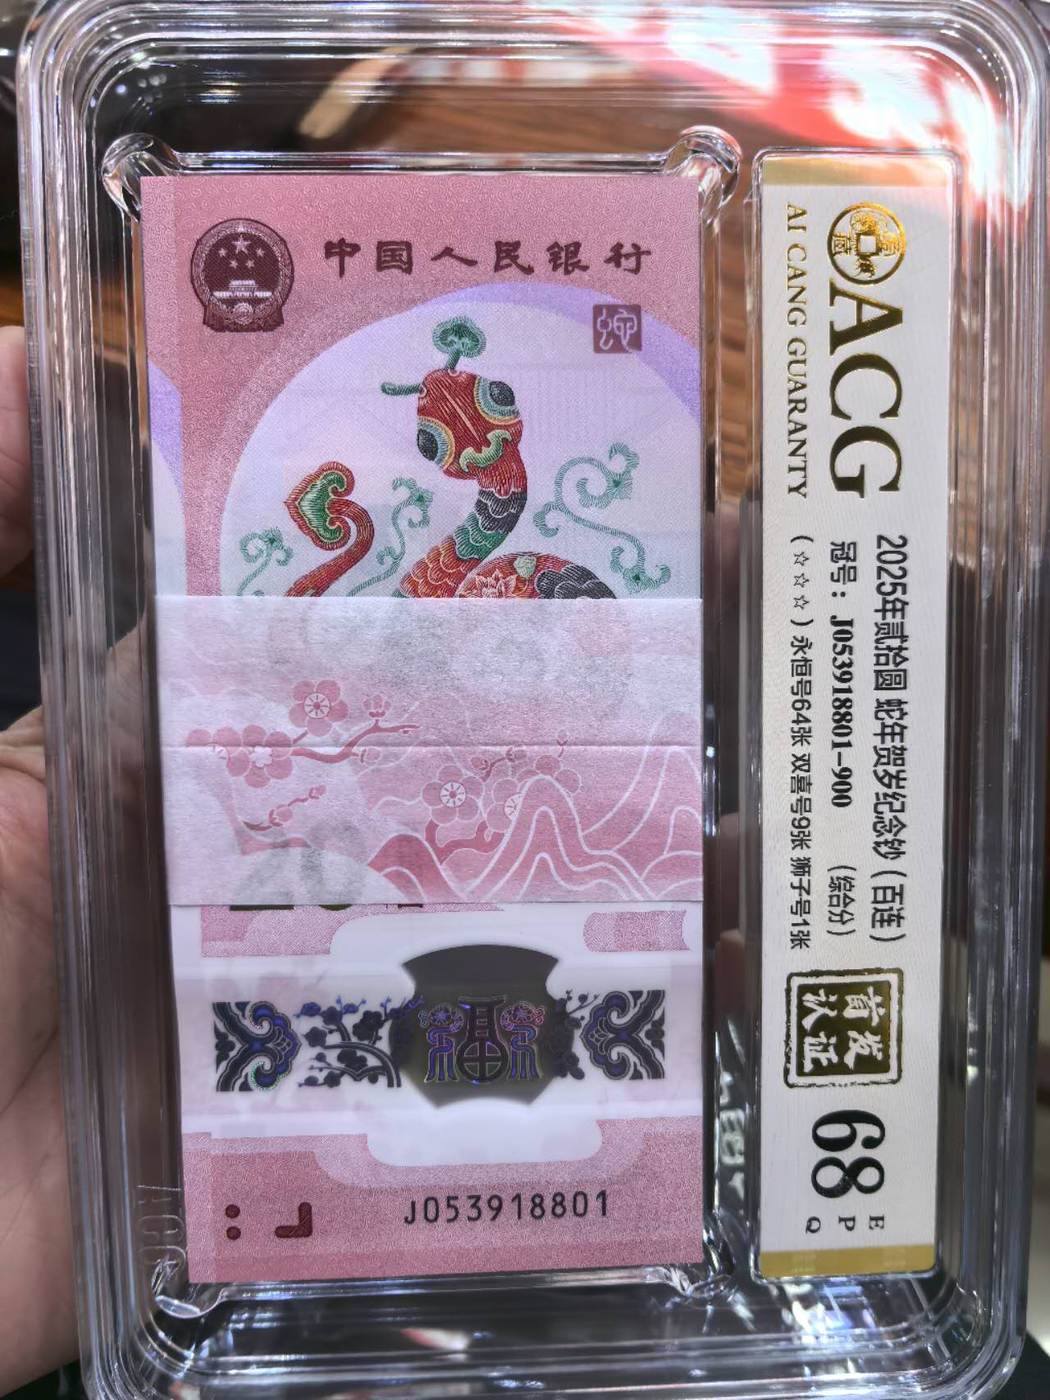 中国人民银行
蛇
福
J053918801
ACG
AI CANG GUARANTY
2025年贰拾圆 蛇年贺岁纪念钞（百连）
冠号：J053918801-900 （综合分）
（☆☆☆）永恒号64张 双喜号9张 狮子号1张
首发
认证
68
E
P
Q